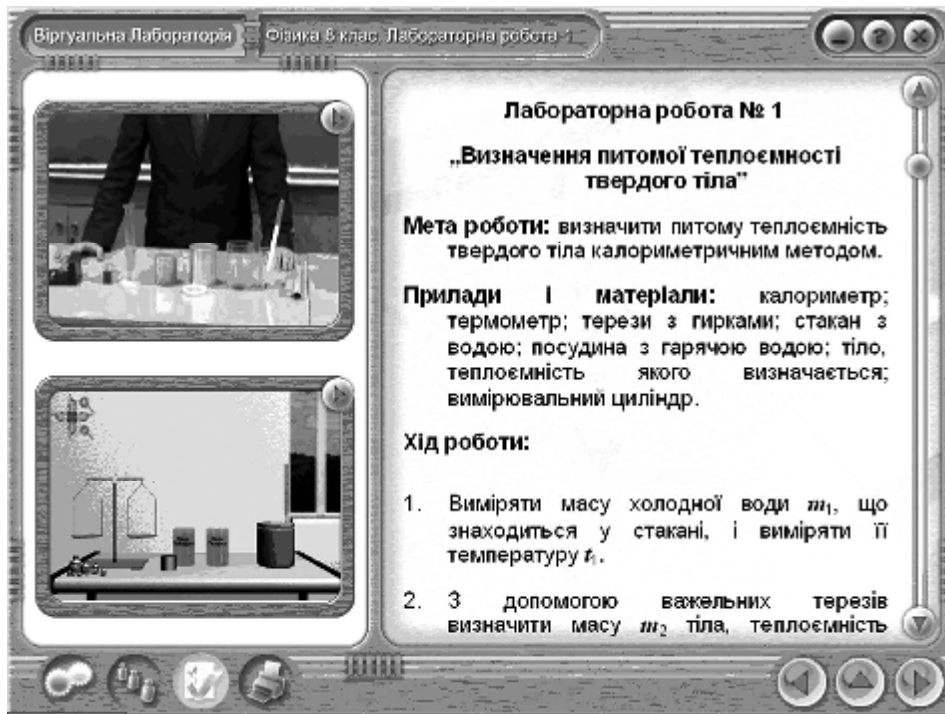 Віртуальна Лабораторія
Фізика 8 клас. Лабораторна робота 1
Лабораторна робота № 1
„Визначення питомої теплоємності
твердого тіла”
Мета роботи: визначити питому теплоємність
твердого тіла калориметричним методом.
Прилади і матеріали: калориметр;
термометр; терези з гирками; стакан з
водою; посудина з гарячою водою; тіло,
теплоємність якого визначається;
вимірювальний циліндр.
Хід роботи:
1. Виміряти масу холодної води m₁, що
знаходиться у стакані, і виміряти її
температуру t₁.
2. З допомогою важельних терезів
визначити масу m₂ тіла, теплоємність